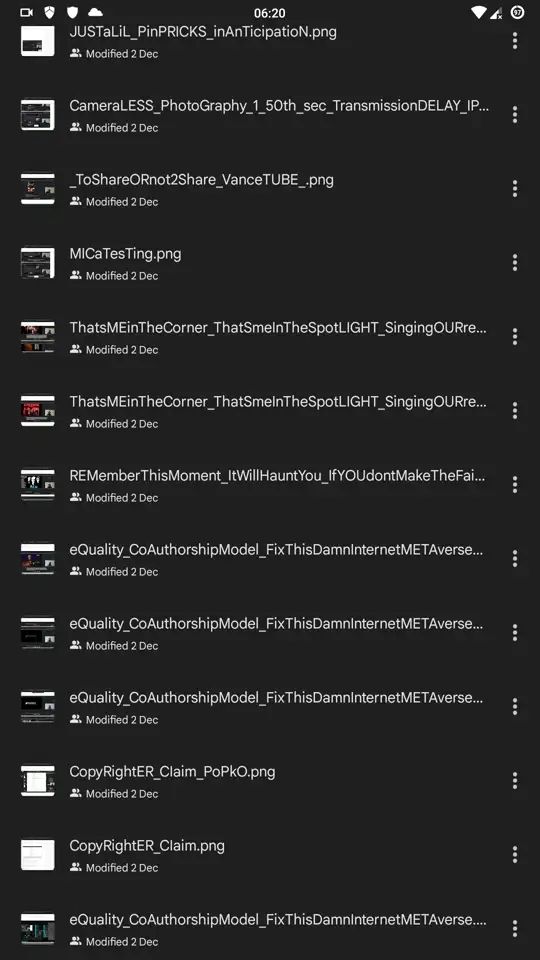 06:20
97
JUSTaLiL_PinPRICKS_inAnTicipatioN.png
Modified 2 Dec
CameraLESS_PhotoGraphy_1_50th_sec_TransmissionDELAY_IP...
Modified 2 Dec
_ToShareORnot2Share_VanceTUBE_.png
Modified 2 Dec
MICaTesTing.png
Modified 2 Dec
ThatsMEinTheCorner_ThatSmeInTheSpotLIGHT_SingingOURre...
Modified 2 Dec
ThatsMEinTheCorner_ThatSmeInTheSpotLIGHT_SingingOURre...
Modified 2 Dec
REMemberThisMoment_ItWillHauntYou_IfYOUdontMakeTheFai...
Modified 2 Dec
eQuality_CoAuthorshipModel_FixThisDamnInternetMETAverse...
Modified 2 Dec
eQuality_CoAuthorshipModel_FixThisDamnInternetMETAverse...
Modified 2 Dec
eQuality_CoAuthorshipModel_FixThisDamnInternetMETAverse...
Modified 2 Dec
CopyRightER_Claim_PoPkO.png
Modified 2 Dec
CopyRightER_Claim.png
Modified 2 Dec
eQuality_CoAuthorshipModel_FixThisDamnInternetMETAverse....
Modified 2 Dec